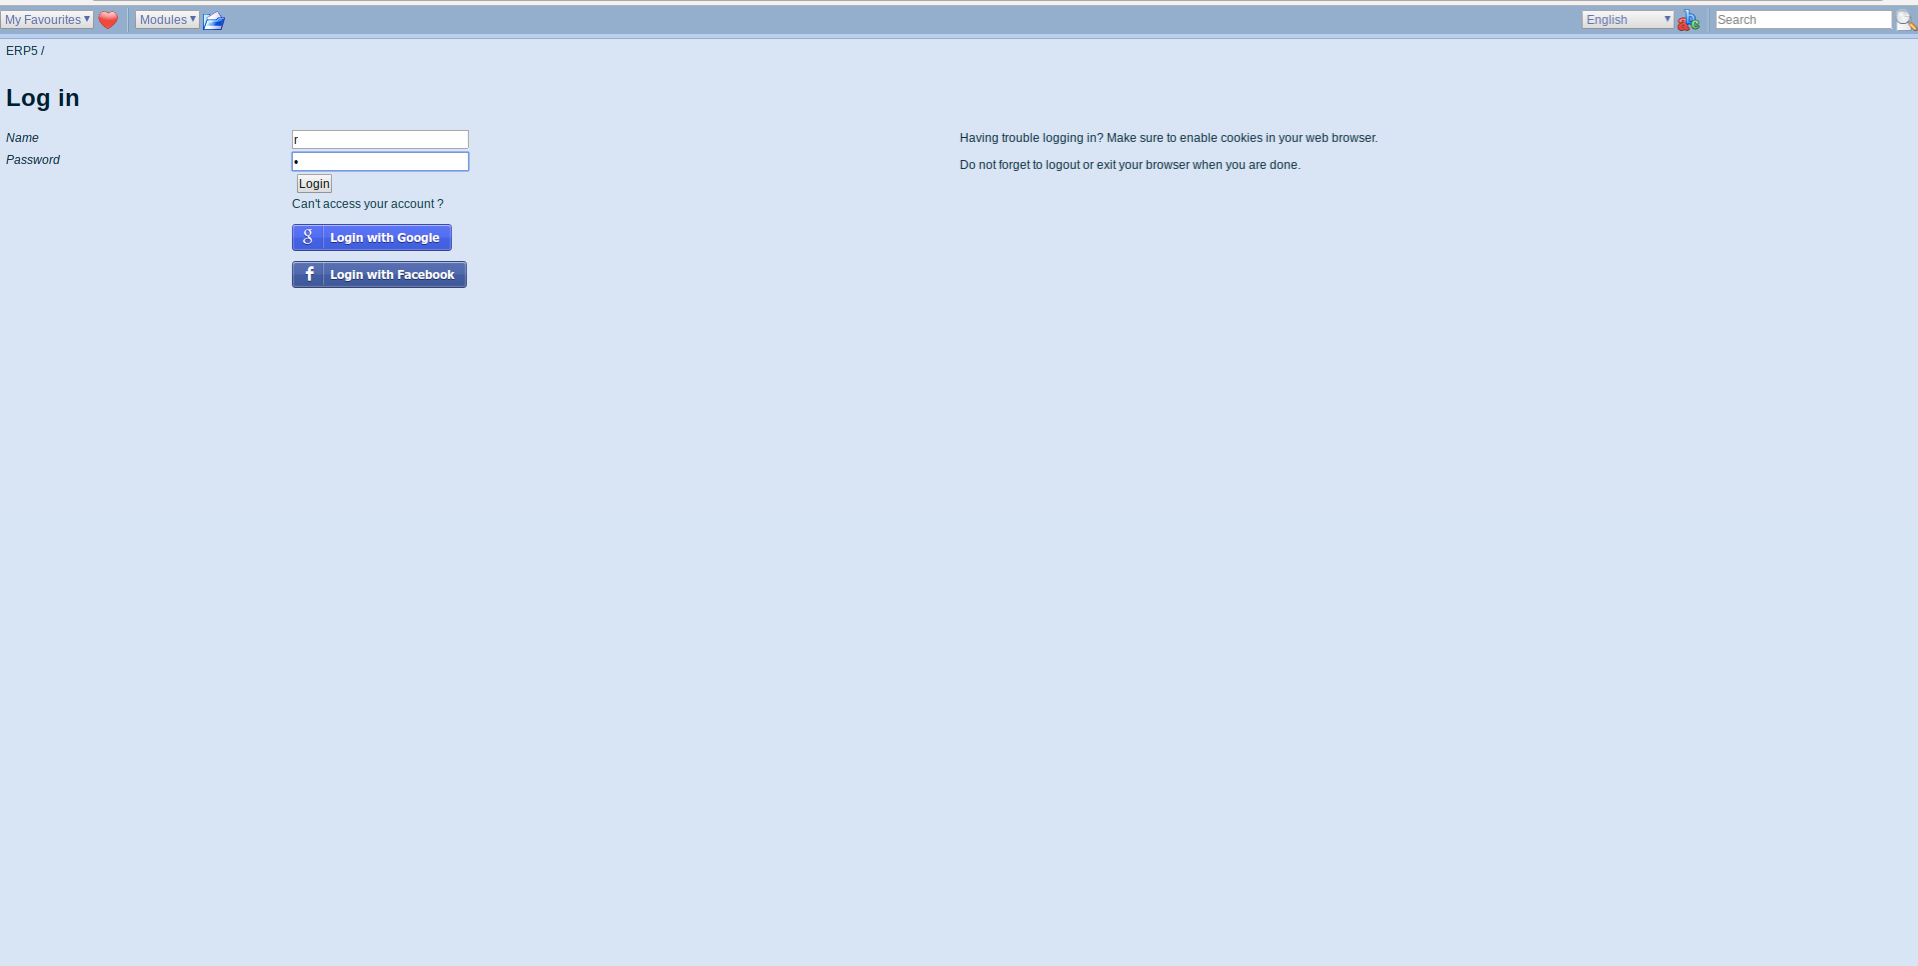 My Favourites Modules English Search
ERP5 /
Log in
Name r
Password •
Login
Can't access your account ?
Login with Google
Login with Facebook
Having trouble logging in? Make sure to enable cookies in your web browser.
Do not forget to logout or exit your browser when you are done.